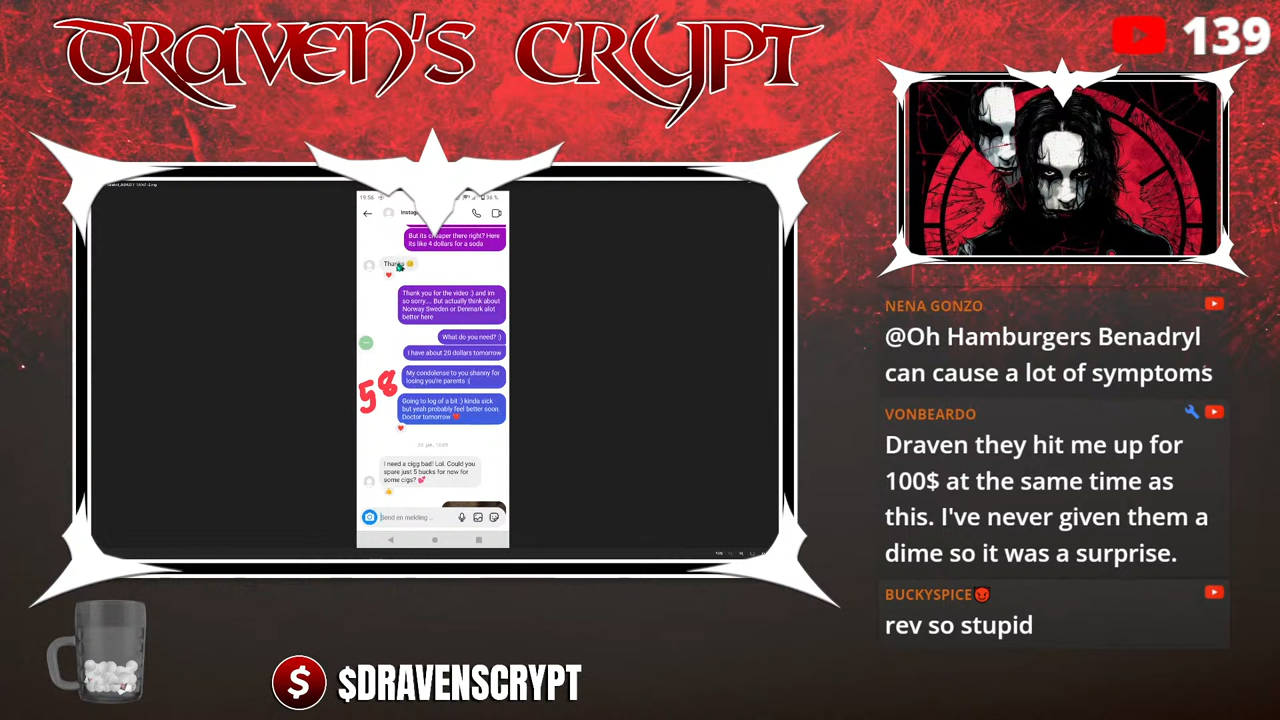 DRAVEN'S CRYPT
139
19:56
36 %
But its cheaper there right? Here
its like 4 dollars for a soda
Thanks
Thank you for the video :) and im
so sorry.... But actually think about
Norway Sweden or Denmark alot
better here
What do you need? :)
I have about 20 dollars tomorrow
My condolense to you shanny for
losing you're parents :(
58
Going to log of a bit :) kinda sick
but yeah probably feel better soon.
Doctor tomorrow ❤️
I need a cigg bad! Lol. Could you
spare just 5 bucks for now for
some cigs? 💕
Send en melding ...
NENA GONZO
@Oh Hamburgers Benadryl
can cause a lot of symptoms
VONBEARDO
Draven they hit me up for
100$ at the same time as
this. I've never given them a
dime so it was a surprise.
BUCKYSPICE😈
rev so stupid
$ $DRAVENSCRYPT